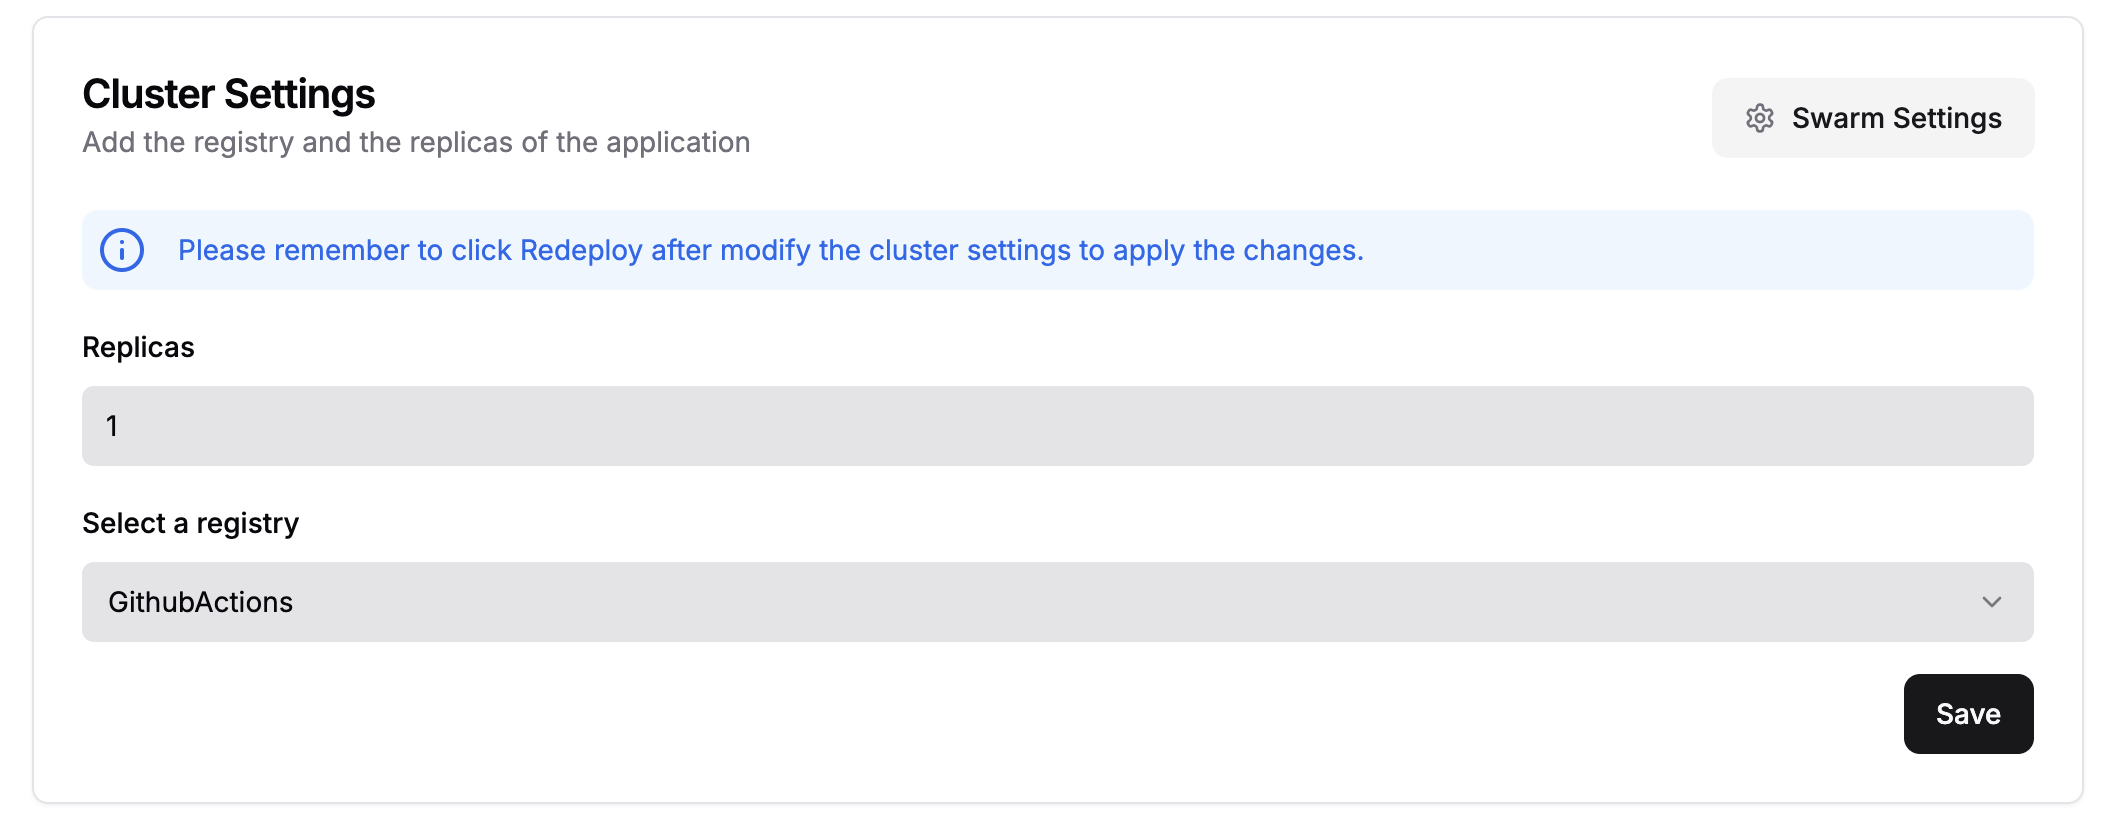 Cluster Settings
Add the registry and the replicas of the application
Swarm Settings
Please remember to click Redeploy after modify the cluster settings to apply the changes.
Replicas
1
Select a registry
GithubActions
Save